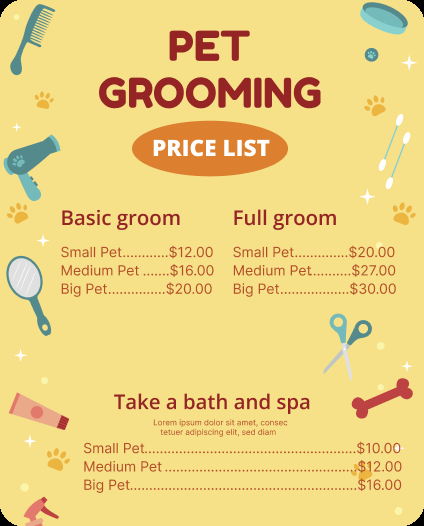 PET
GROOMING
PRICE LIST
Basic groom
Small Pet............$12.00
Medium Pet ......$16.00
Big Pet.............$20.00
Full groom
Small Pet............$20.00
Medium Pet.........$27.00
Big Pet...............$30.00
Take a bath and spa
Lorem ipsum dolor sit amet, consec
tetuer adipiscing elit, sed diam
Small Pet...............................................$10.00
Medium Pet ...........................................$12.00
Big Pet..................................................$16.00